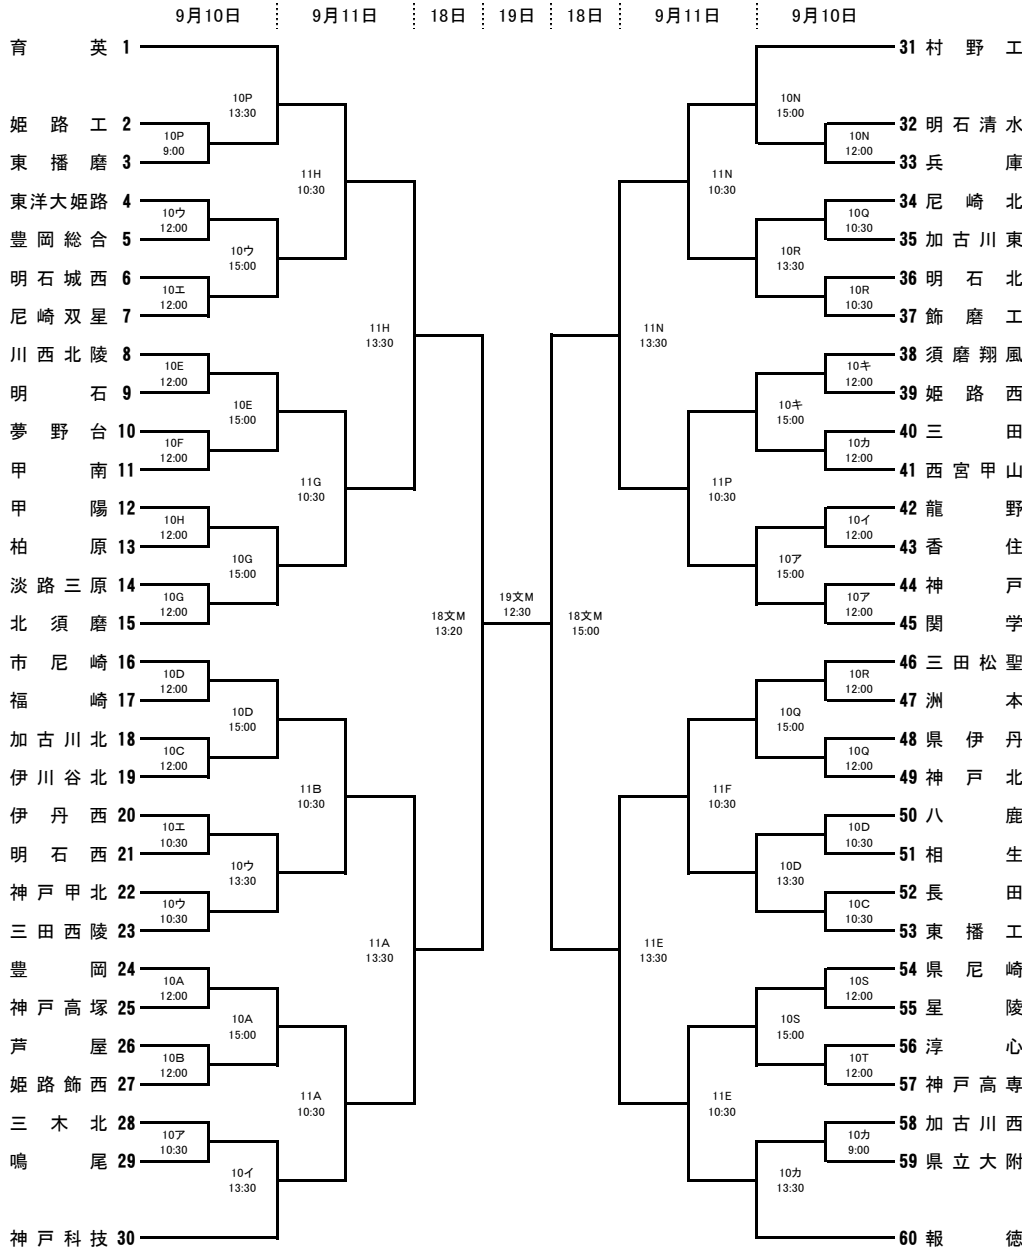 9月10日 9月11日 18日 19日 18日 9月11日 9月10日
育英 1
姫路工 2
東播磨 3
東洋大姫路 4
豊岡総合 5
明石城西 6
尼崎双星 7
川西北陵 8
明石 9
夢野台 10
甲南 11
甲陽 12
柏原 13
淡路三原 14
北須磨 15
市尼崎 16
福崎 17
加古川北 18
伊川谷北 19
伊丹西 20
明石西 21
神戸甲北 22
三田西陵 23
豊岡 24
神戸高塚 25
芦屋 26
姫路飾西 27
三木北 28
鳴尾 29
神戸科技 30
10P
9:00
10ウ
12:00
10エ
12:00
10E
12:00
10F
12:00
10H
12:00
10G
12:00
10D
12:00
10C
12:00
10エ
10:30
10ウ
10:30
10A
12:00
10B
12:00
10ア
10:30
10P
13:30
10ウ
15:00
10E
15:00
10G
15:00
10D
15:00
10ウ
13:30
10A
15:00
10イ
13:30
11H
10:30
11G
10:30
11B
10:30
11A
10:30
11H
13:30
11A
13:30
18文M
13:20
19文M
12:30
18文M
15:00
11N
13:30
11E
13:30
11N
10:30
11P
10:30
11F
10:30
11E
10:30
10N
15:00
10R
13:30
10キ
15:00
10ア
15:00
10Q
15:00
10D
13:30
10S
15:00
10カ
13:30
10N
12:00
10Q
10:30
10R
10:30
10キ
12:00
10カ
12:00
10イ
12:00
10ア
12:00
10R
12:00
10Q
12:00
10D
10:30
10C
10:30
10S
12:00
10T
12:00
10カ
9:00
31 村野工
32 明石清水
33 兵庫
34 尼崎北
35 加古川東
36 明石北
37 飾磨工
38 須磨翔風
39 姫路西
40 三田
41 西宮甲山
42 龍野
43 香住
44 神戸
45 関学
46 三田松聖
47 洲本
48 県伊丹
49 神戸北
50 八鹿
51 相生
52 長田
53 東播工
54 県尼崎
55 星陵
56 淳心
57 神戸高専
58 加古川西
59 県立大附
60 報徳